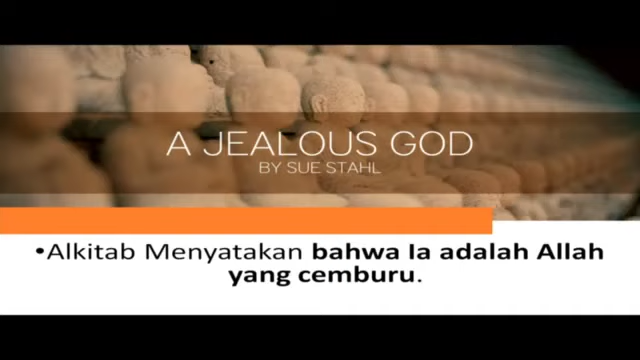 A JEALOUS GOD
BY SUE STAHL
•Alkitab Menyatakan bahwa Ia adalah Allah
yang cemburu.